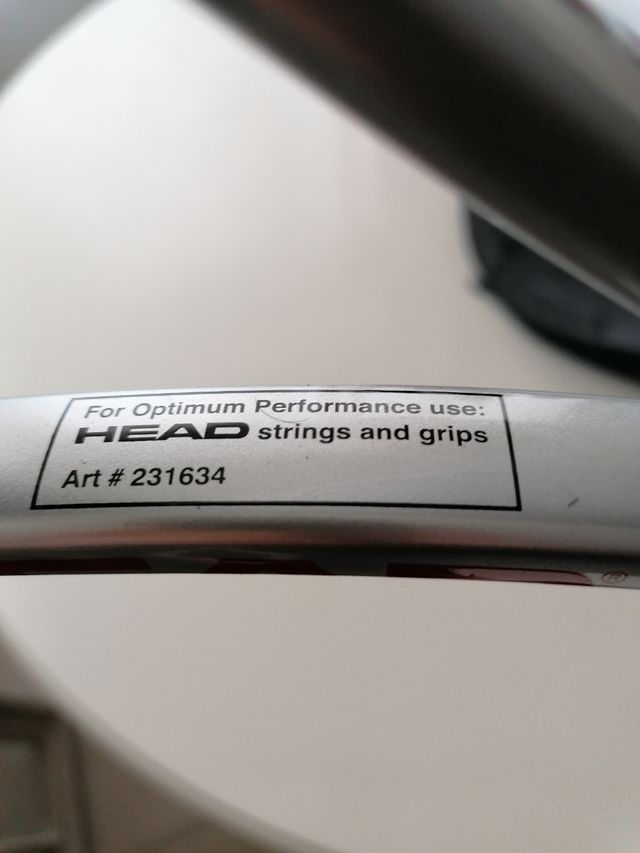 For Optimum Performance use:
HEAD strings and grips
Art # 231634
®